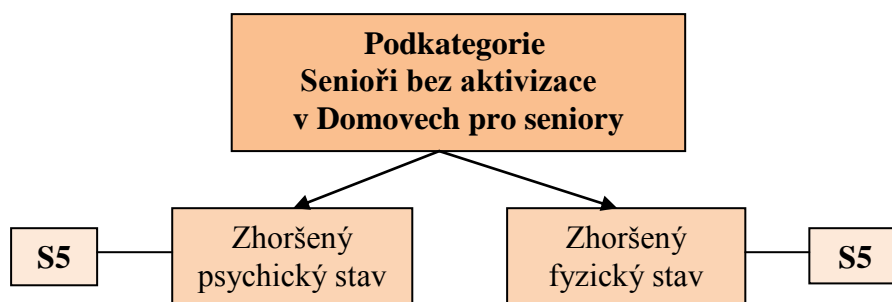 Podkategorie
Senioři bez aktivizace
v Domovech pro seniory
S5
Zhoršený
psychický stav
Zhoršený
fyzický stav
S5